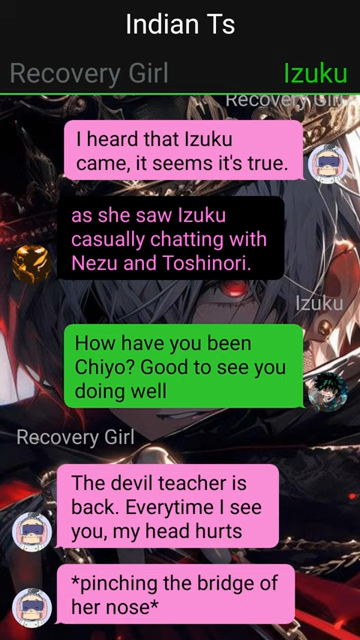 Indian Ts
Recovery Girl
Izuku
Recovery Girl
I heard that Izuku
came, it seems it's true.
as she saw Izuku
casually chatting with
Nezu and Toshinori.
Izuku
How have you been
Chiyo? Good to see you
doing well
Recovery Girl
The devil teacher is
back. Everytime I see
you, my head hurts
*pinching the bridge of
her nose*